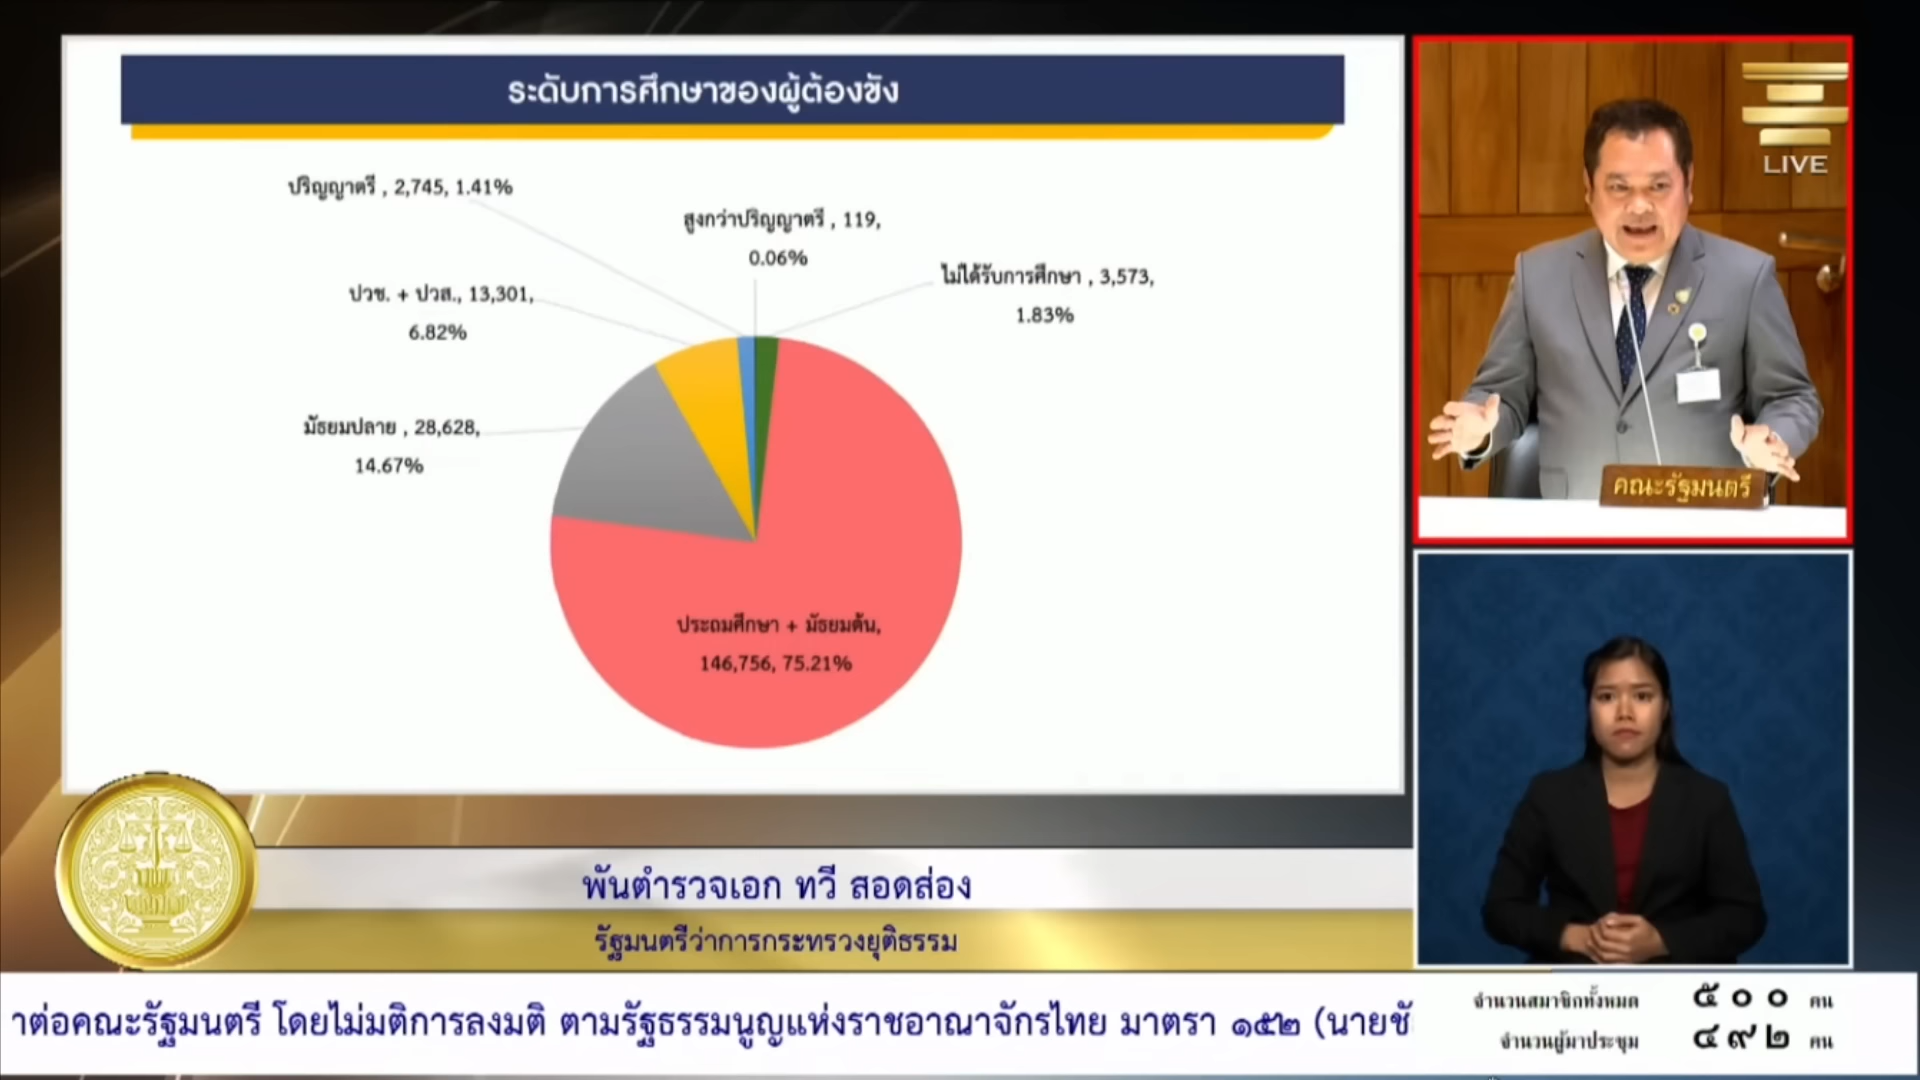 ระดับการศึกษาของผู้ต้องขัง
ปริญญาตรี , 2,745, 1.41%
สูงกว่าปริญญาตรี , 119,
0.06%
ไม่ได้รับการศึกษา , 3,573,
1.83%
ปวช. + ปวส., 13,301,
6.82%
มัธยมปลาย , 28,628,
14.67%
ประถมศึกษา + มัธยมต้น,
146,756, 75.21%
LIVE
คณะรัฐมนตรี
พันตำรวจเอก ทวี สอดส่อง
รัฐมนตรีว่าการกระทรวงยุติธรรม
าต่อคณะรัฐมนตรี โดยไม่มติการลงมติ ตามรัฐธรรมนูญแห่งราชอาณาจักรไทย มาตรา ๑๕๒ (นายชั
จำนวนสมาชิกทั้งหมด ๕๐๐ คน
จำนวนผู้มาประชุม ๔๙๒ คน